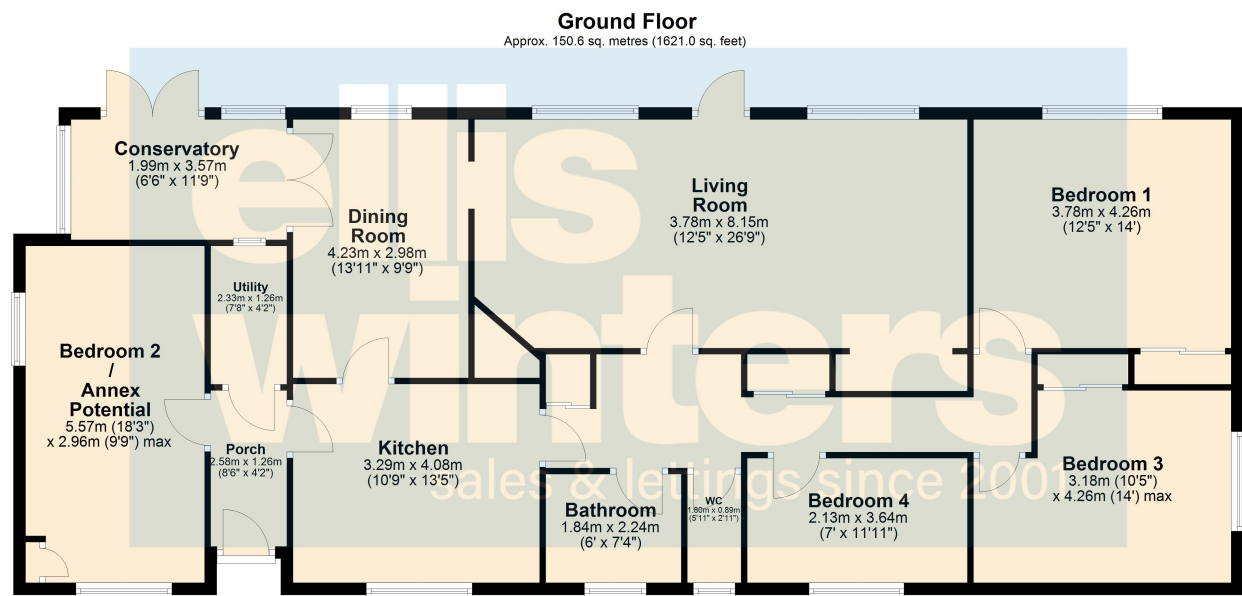 Ground Floor
Approx. 150.6 sq. metres (1621.0 sq. feet)
elis
winters
sales & lettings since 2001
Conservatory
1.99m x 3.57m
(6'6" x 11'9")
Dining
Room
4.23m x 2.98m
(13'11" x 9'9")
Living
Room
3.78m x 8.15m
(12'5" x 26'9")
Bedroom 1
3.78m x 4.26m
(12'5" x 14')
Utility
2.33m x 1.26m
(7'8" x 4'2")
Bedroom 2
/
Annex
Potential
5.57m (18'3")
x 2.96m (9'9") max
Porch
2.58m x 1.26m
(8'6" x 4'2")
Kitchen
3.29m x 4.08m
(10'9" x 13'5")
Bathroom
1.84m x 2.24m
(6' x 7'4")
WC
1.80m x 0.89m
(5'11" x 2'11")
Bedroom 4
2.13m x 3.64m
(7' x 11'11")
Bedroom 3
3.18m (10'5")
x 4.26m (14') max